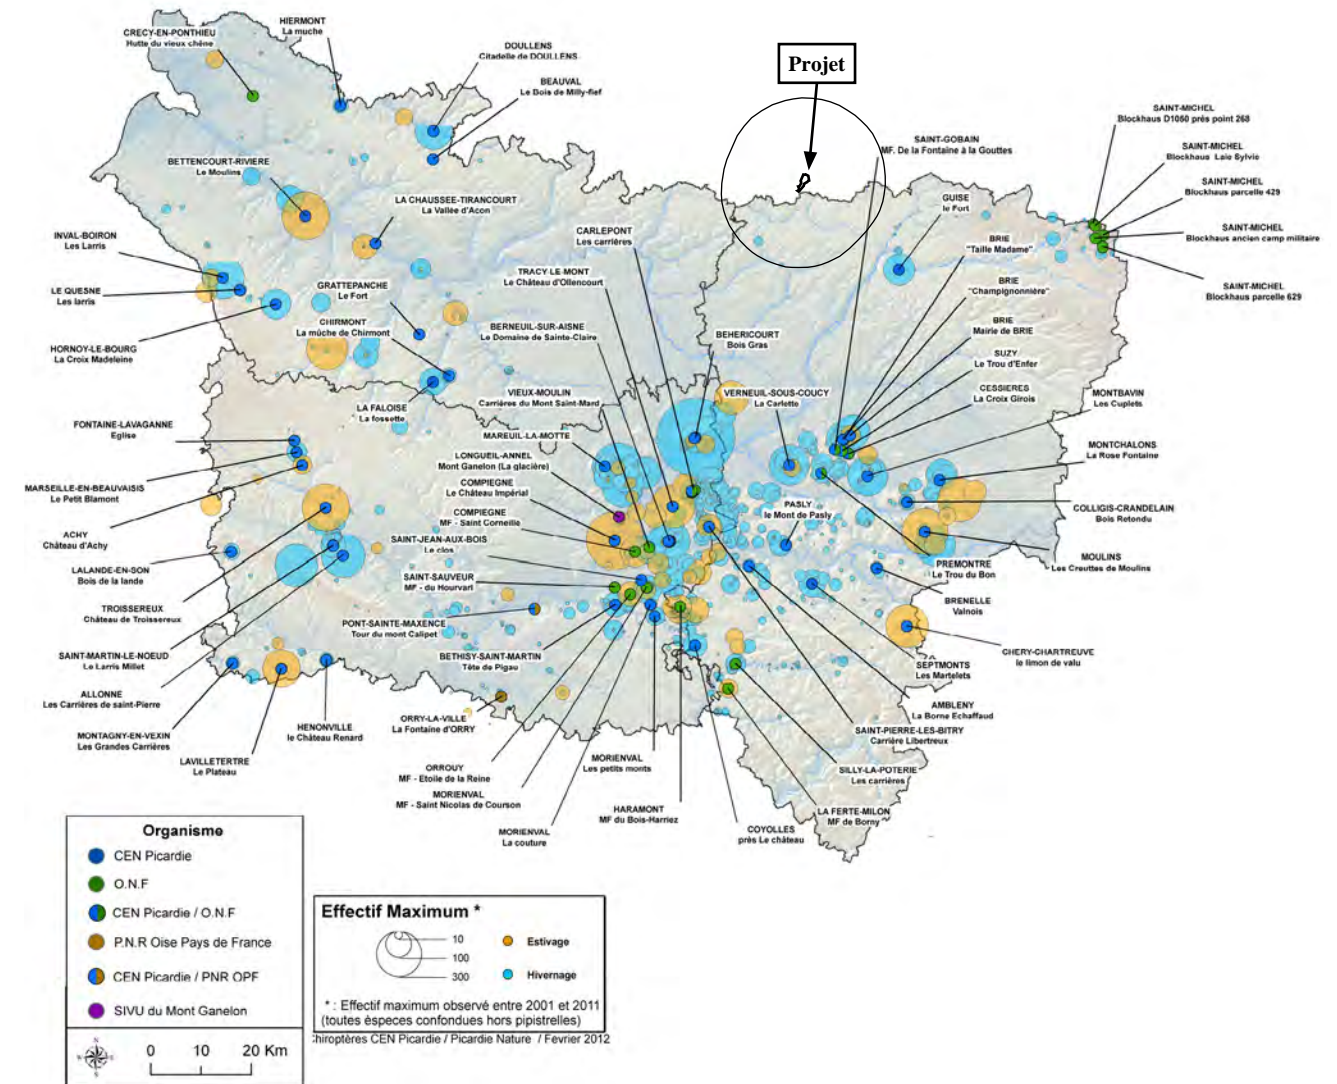 CRECY-EN-PONTHIEU
Hutte du vieux chêne
HIERMONT
La muche
DOULLENS
Citadelle de DOULLENS
BEAUVAL
Le Bois de Milly-fief
Projet
SAINT-GOBAIN
MF. De la Fontaine à la Gouttes
SAINT-MICHEL
Blockhaus D1050 près point 268
SAINT-MICHEL
Blockhaus Laie Sylvie
SAINT-MICHEL
Blockhaus parcelle 429
SAINT-MICHEL
Blockhaus ancien camp militaire
SAINT-MICHEL
Blockhaus parcelle 629
BETTENCOURT-RIVIERE
Le Moulins
LA CHAUSSEE-TIRANCOURT
La Vallée d'Acon
GUISE
le Fort
INVAL-BOIRON
Les Larris
CARLEPONT
Les carrières
BRIE
"Taille Madame"
TRACY-LE-MONT
Le Château d'Ollencourt
LE QUESNE
Les larris
GRATTEPANCHE
Le Fort
BRIE
"Champignonnière"
CHIRMONT
La mûche de Chirmont
BERNEUIL-SUR-AISNE
Le Domaine de Sainte-Claire
BEHERICOURT
Bois Gras
BRIE
Mairie de BRIE
HORNOY-LE-BOURG
La Croix Madeleine
SUZY
Le Trou d'Enfer
CESSIERES
La Croix Girois
MONTBAVIN
Les Cuplets
VIEUX-MOULIN
Carrières du Mont Saint-Mard
VERNEUIL-SOUS-COUCY
La Carlette
LA FALOISE
La fossette
FONTAINE-LAVAGANNE
Eglise
MAREUIL-LA-MOTTE
MONTCHALONS
La Rose Fontaine
LONGUEIL-ANNEL
Mont Ganelon (La glacière)
MARSEILLE-EN-BEAUVAISIS
Le Petit Blamont
COMPIEGNE
Le Château Impérial
COMPIEGNE
MF - Saint Corneille
PASLY
le Mont de Pasly
COLLIGIS-CRANDELAIN
Bois Retondu
ACHY
Château d'Achy
SAINT-JEAN-AUX-BOIS
Le clos
MOULINS
Les Creuttes de Moulins
LALANDE-EN-SON
Bois de la lande
SAINT-SAUVEUR
MF - du Hourvari
PREMONTRE
Le Trou du Bon
BRENELLE
Valnois
TROISSEREUX
Château de Troissereux
PONT-SAINTE-MAXENCE
Tour du mont Calipet
SAINT-MARTIN-LE-NOEUD
Le Larris Millet
BETHISY-SAINT-MARTIN
Tête de Pigau
CHERY-CHARTREUVE
le limon de valu
SEPTMONTS
Les Martelets
ALLONNE
Les Carrières de saint-Pierre
AMBLENY
La Borne Echaffaud
HENONVILLE
le Château Renard
ORRY-LA-VILLE
La Fontaine d'ORRY
SAINT-PIERRE-LES-BITRY
Carrière Libertreux
MONTAGNY-EN-VEXIN
Les Grandes Carrières
LAVILLETERTRE
Le Plateau
ORROUY
MF - Etoile de la Reine
MORIENVAL
Les petits monts
SILLY-LA-POTERIE
Les carrières
MORIENVAL
MF - Saint Nicolas de Courson
HARAMONT
MF du Bois-Harriez
LA FERTE-MILON
MF de Borny
MORIENVAL
La couture
COYOLLES
près Le château
Organisme
CEN Picardie
O.N.F
CEN Picardie / O.N.F
P.N.R Oise Pays de France
CEN Picardie / PNR OPF
SIVU du Mont Ganelon
N
W
E
S
0 10 20 Km
Effectif Maximum *
10
100
300
Estivage
Hivernage
* : Effectif maximum observé entre 2001 et 2011
(toutes éspeces confondues hors pipistrelles)
hiroptères CEN Picardie / Picardie Nature / Fevrier 2012